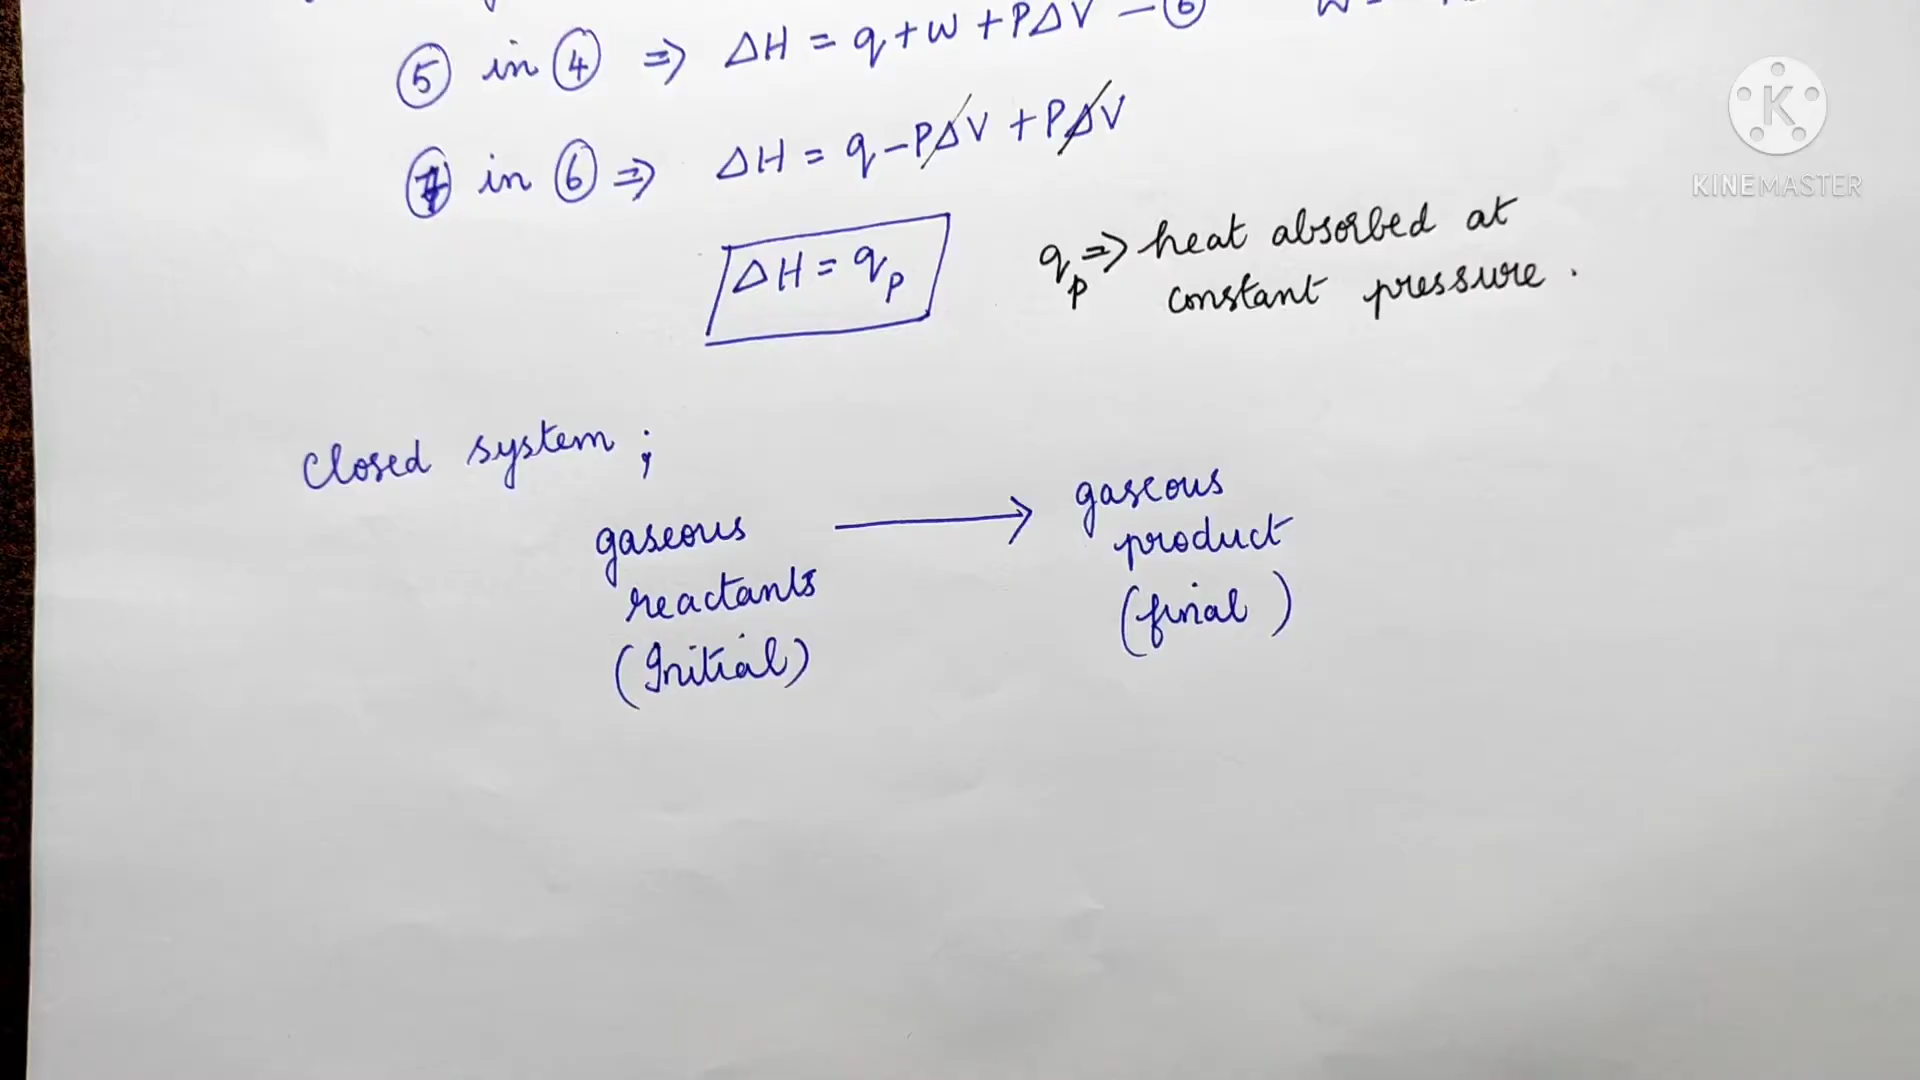 ⑤ in ④ ⇒ ΔH = q + w + PΔV — ⑥
⑦ in ⑥ ⇒ ΔH = q - PΔV + PΔV
ΔH = qₚ
qₚ ⇒ heat absorbed at
constant pressure.
Closed system ;
gaseous
reactants
(Initial)
⟶
gaseous
product
(final)
KINEMASTER